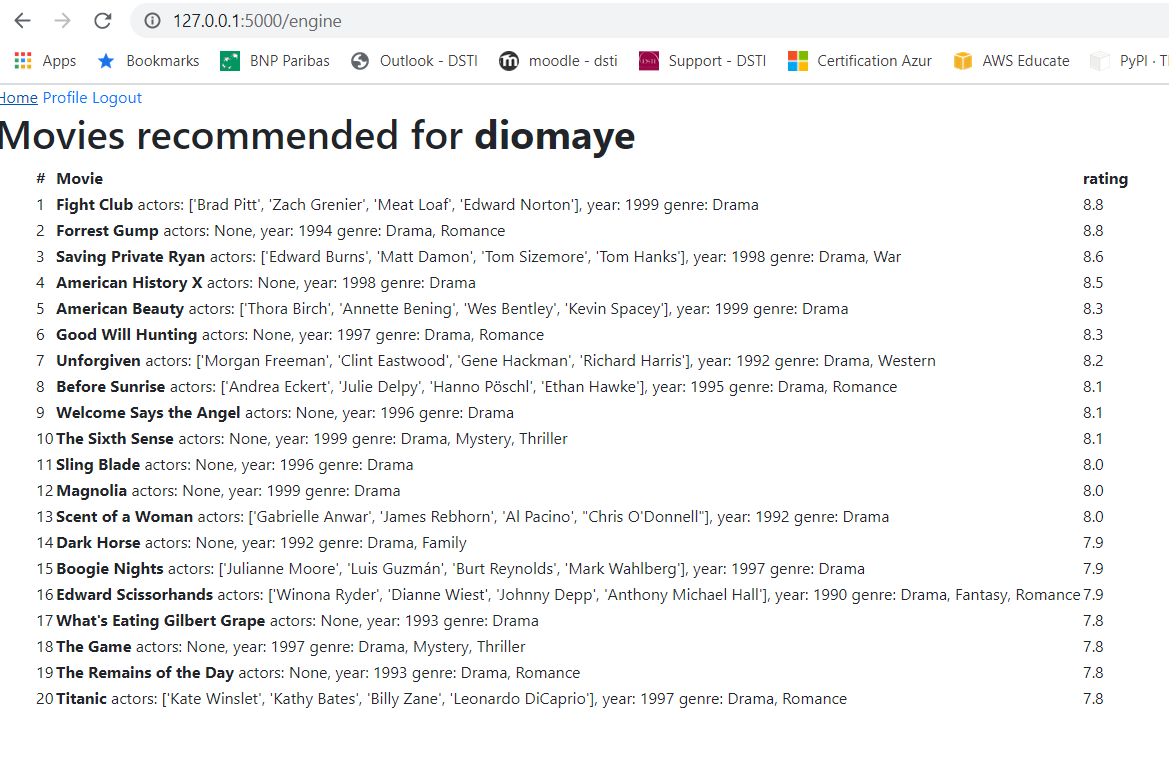 127.0.0.1:5000/engine
Apps Bookmarks BNP Paribas Outlook - DSTI moodle - dsti DSTI Support - DSTI Certification Azur AWS Educate PyPI · T
Home Profile Logout
Movies recommended for diomaye
# Movie rating
1 Fight Club actors: ['Brad Pitt', 'Zach Grenier', 'Meat Loaf', 'Edward Norton'], year: 1999 genre: Drama 8.8
2 Forrest Gump actors: None, year: 1994 genre: Drama, Romance 8.8
3 Saving Private Ryan actors: ['Edward Burns', 'Matt Damon', 'Tom Sizemore', 'Tom Hanks'], year: 1998 genre: Drama, War 8.6
4 American History X actors: None, year: 1998 genre: Drama 8.5
5 American Beauty actors: ['Thora Birch', 'Annette Bening', 'Wes Bentley', 'Kevin Spacey'], year: 1999 genre: Drama 8.3
6 Good Will Hunting actors: None, year: 1997 genre: Drama, Romance 8.3
7 Unforgiven actors: ['Morgan Freeman', 'Clint Eastwood', 'Gene Hackman', 'Richard Harris'], year: 1992 genre: Drama, Western 8.2
8 Before Sunrise actors: ['Andrea Eckert', 'Julie Delpy', 'Hanno Pöschl', 'Ethan Hawke'], year: 1995 genre: Drama, Romance 8.1
9 Welcome Says the Angel actors: None, year: 1996 genre: Drama 8.1
10 The Sixth Sense actors: None, year: 1999 genre: Drama, Mystery, Thriller 8.1
11 Sling Blade actors: None, year: 1996 genre: Drama 8.0
12 Magnolia actors: None, year: 1999 genre: Drama 8.0
13 Scent of a Woman actors: ['Gabrielle Anwar', 'James Rebhorn', 'Al Pacino', "Chris O'Donnell"], year: 1992 genre: Drama 8.0
14 Dark Horse actors: None, year: 1992 genre: Drama, Family 7.9
15 Boogie Nights actors: ['Julianne Moore', 'Luis Guzmán', 'Burt Reynolds', 'Mark Wahlberg'], year: 1997 genre: Drama 7.9
16 Edward Scissorhands actors: ['Winona Ryder', 'Dianne Wiest', 'Johnny Depp', 'Anthony Michael Hall'], year: 1990 genre: Drama, Fantasy, Romance 7.9
17 What's Eating Gilbert Grape actors: None, year: 1993 genre: Drama 7.8
18 The Game actors: None, year: 1997 genre: Drama, Mystery, Thriller 7.8
19 The Remains of the Day actors: None, year: 1993 genre: Drama, Romance 7.8
20 Titanic actors: ['Kate Winslet', 'Kathy Bates', 'Billy Zane', 'Leonardo DiCaprio'], year: 1997 genre: Drama, Romance 7.8